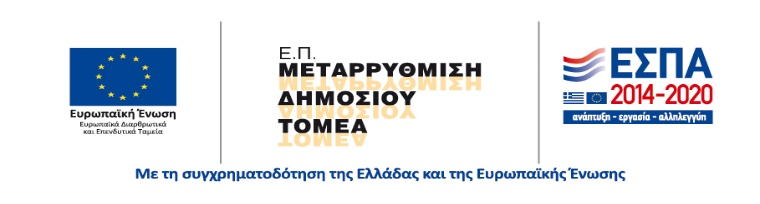 Ευρωπαϊκή Ένωση
Ευρωπαϊκά Διαρθρωτικά
και Επενδυτικά Ταμεία
Ε.Π.
ΜΕΤΑΡΡΥΘΜΙΣΗ
ΔΗΜΟΣΙΟΥ
ΤΟΜΕΑ
ΕΣΠΑ
2014-2020
ανάπτυξη - εργασία - αλληλεγγύη
Με τη συγχρηματοδότηση της Ελλάδας και της Ευρωπαϊκής Ένωσης